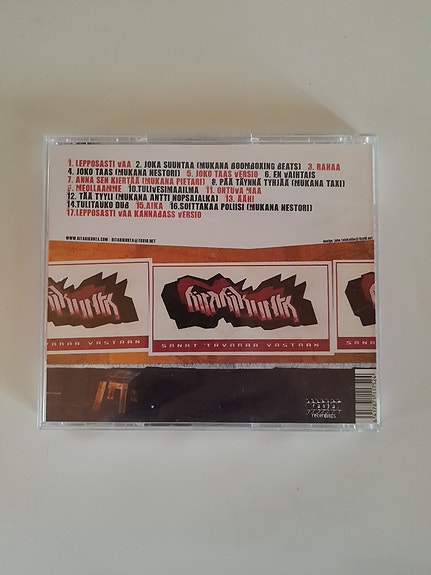 1. LEPPOSASTI VAA 2. JOKA SUUNTAA (MUKANA BOOMBOXING BEATS) 3. RAHAA
4. JOKO TAAS (MUKANA NESTORI) 5. JOKO TAAS VERSIO 6. EN VAIHTAIS
7. ANNA SEN KIERTÄÄ (MUKANA PIETARI) 8. PÄÄ TÄYNNÄ TYHJÄÄ (MUKANA TAXI)
9. MEOLLAAMME 10.TULIVESIMAAILMA 11. ONTUVA MAA
12. TÄÄ TYYLI (MUKANA ANTTI NOPSAJALKA) 13. ÄÄH!
14.TULITAUKO DUB 15.AIKA 16.SOITTAKAA POLIISI (MUKANA NESTORI)
17.LEPPOSASTI VAA KANNABASS VERSIO
SANAT TAVARAA VASTAAN